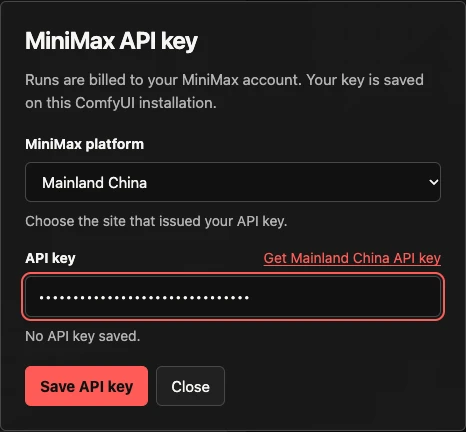 MiniMax API key
Runs are billed to your MiniMax account. Your key is saved
on this ComfyUI installation.
MiniMax platform
Mainland China
Choose the site that issued your API key.
API key
Get Mainland China API key
•••••••••••••••••••••••••••••••
No API key saved.
Save API key
Close